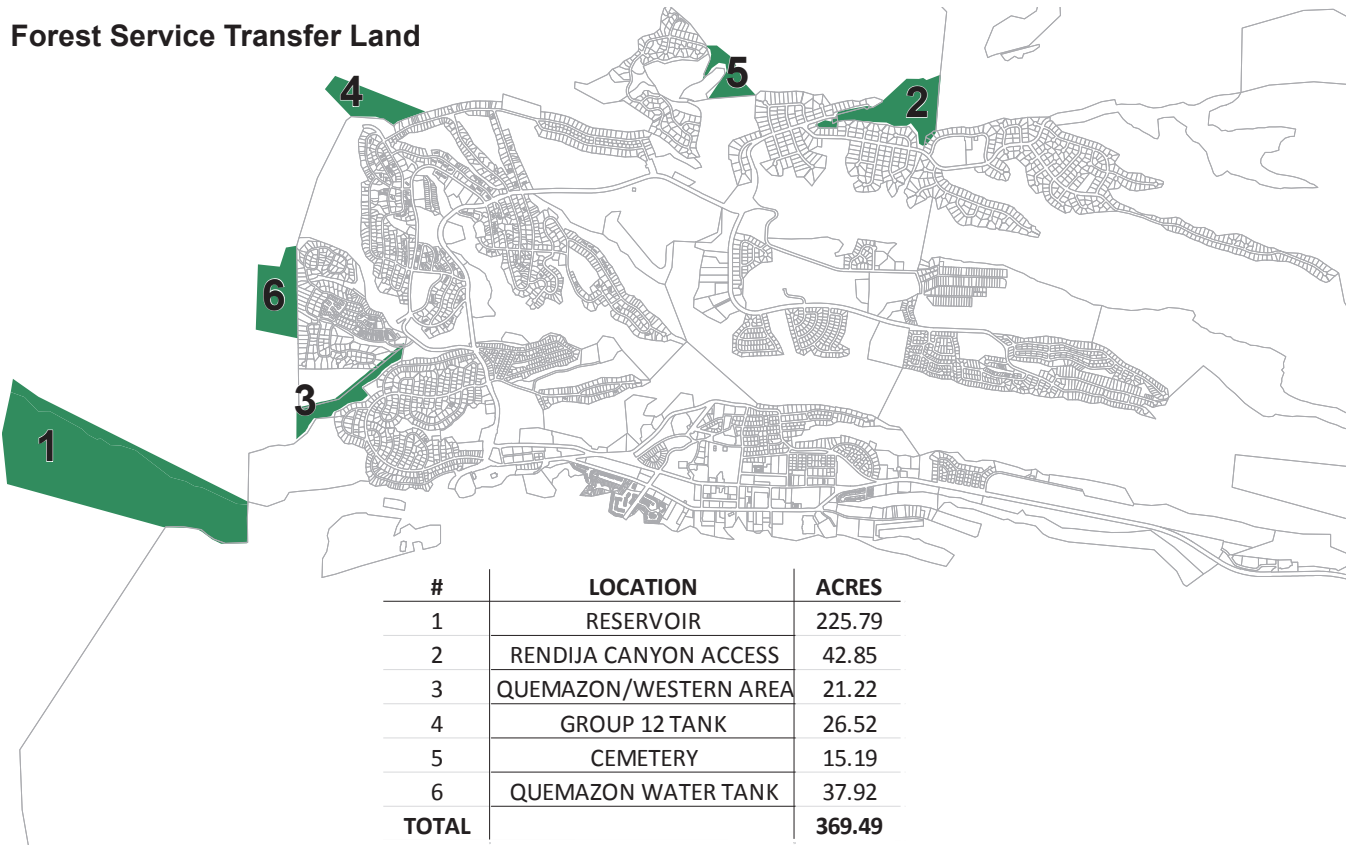 Forest Service Transfer Land
4
5
2
6
3
1
# LOCATION ACRES
1 RESERVOIR 225.79
2 RENDIJA CANYON ACCESS 42.85
3 QUEMAZON/WESTERN AREA 21.22
4 GROUP 12 TANK 26.52
5 CEMETERY 15.19
6 QUEMAZON WATER TANK 37.92
TOTAL 369.49